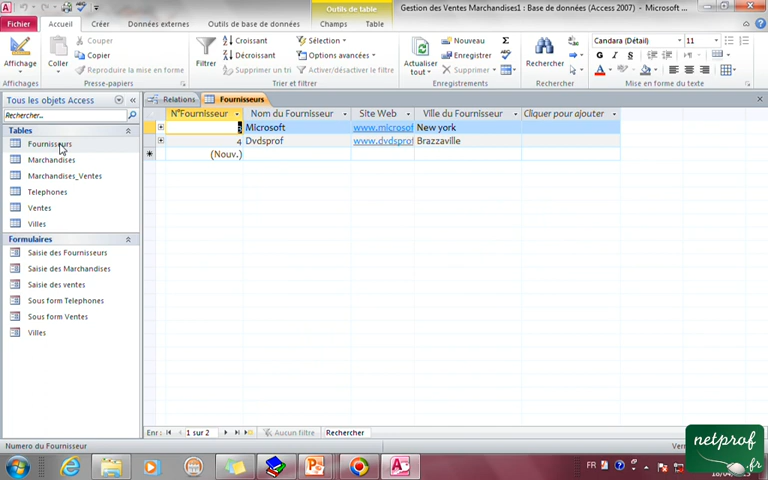 Outils de table
Gestion des Ventes Marchandises1 : Base de données (Access 2007) - Microsoft ...
Fichier Accueil Créer Données externes Outils de base de données Champs Table
Affichage
Affichages
Coller
Couper
Copier
Reproduire la mise en forme
Presse-papiers
Filtrer
Croissant
Décroissant
Supprimer un tri
Sélection
Options avancées
Activer/désactiver le filtre
Trier et filtrer
Actualiser tout
Nouveau
Enregistrer
Supprimer
Enregistrements
Rechercher
Rechercher
Candara (Détail) 11
G I S
Mise en forme du texte
Tous les objets Access
Rechercher...
Tables
Fournisseurs
Marchandises
Marchandises_Ventes
Telephones
Ventes
Villes
Formulaires
Saisie des Fournisseurs
Saisie des Marchandises
Saisie des ventes
Sous form Telephones
Sous form Ventes
Villes
Relations Fournisseurs
N°Fournisseur Nom du Fournisseur Site Web Ville du Fournisseur Cliquer pour ajouter
3 Microsoft www.microsof New york
4 Dvdsprof www.dvdsprof Brazzaville
(Nouv.)
Enr : 1 sur 2 Aucun filtre Rechercher
Numero du Fournisseur
FR
netprof
.fr